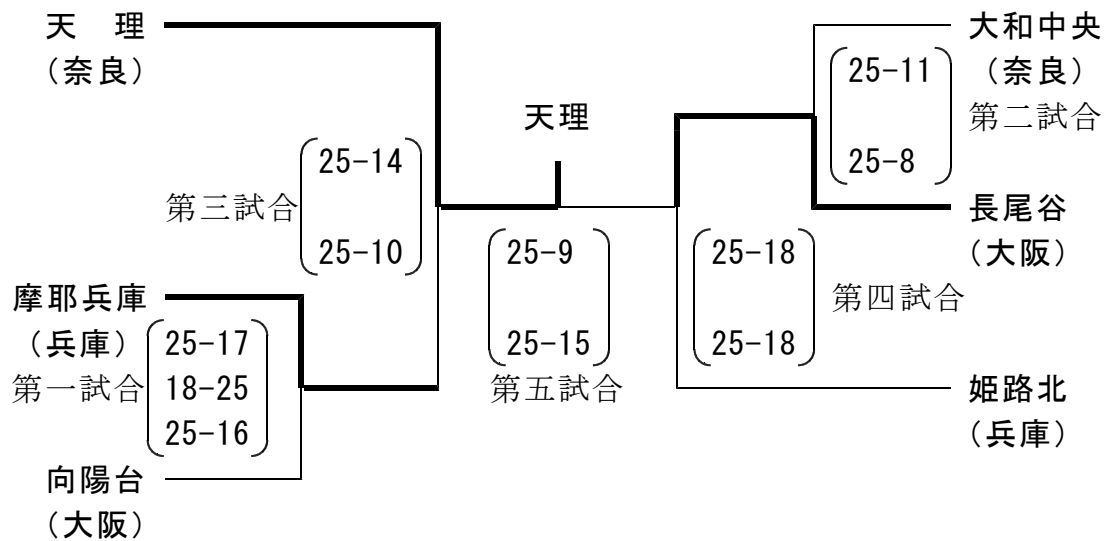 天　理
（奈良）
第三試合
25-14
25-10
摩耶兵庫
（兵庫）
第一試合
25-17
18-25
25-16
向陽台
（大阪）
天理
25-9
25-15
第五試合
大和中央
（奈良）
第二試合
25-11
25-8
長尾谷
（大阪）
25-18
25-18
第四試合
姫路北
（兵庫）